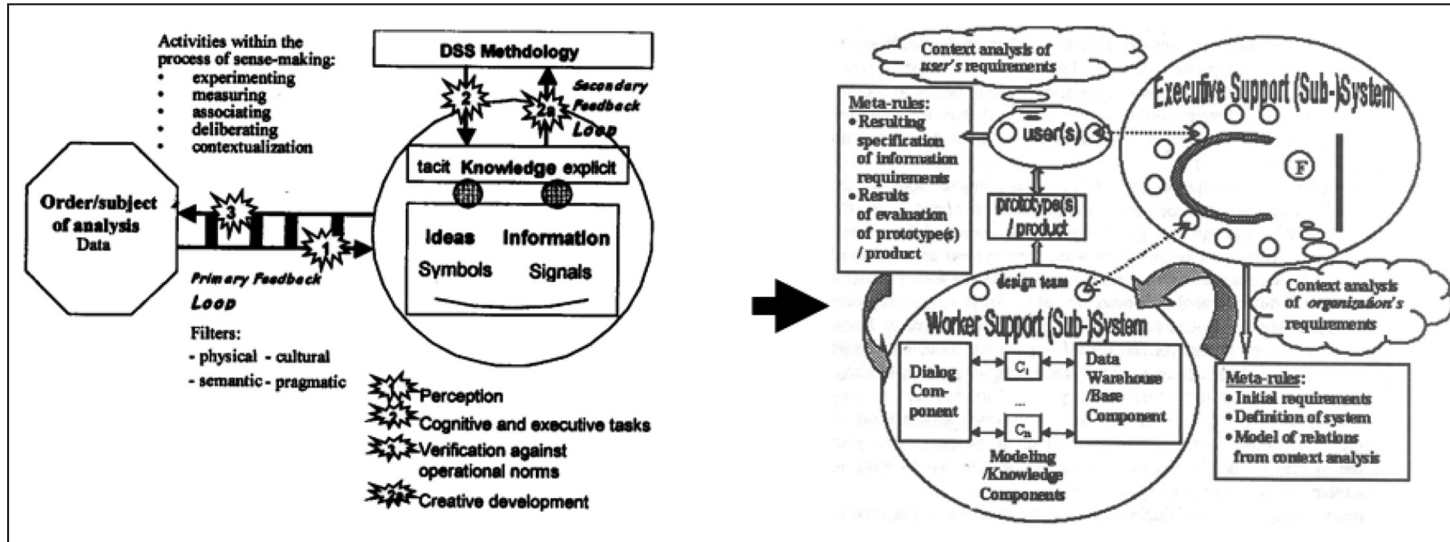 Activities within the
process of sense-making:
• experimenting
• measuring
• associating
• deliberating
• contextualization
DSS Methdology
2
2a
Secondary
Feedback
Loop
tacit Knowledge explicit
Order/subject
of analysis
Data
3
1
Ideas Information
Symbols Signals
Primary Feedback
Loop
Filters:
- physical - cultural
- semantic - pragmatic
1 Perception
2 Cognitive and executive tasks
3 Verification against
operational norms
2a Creative development
Context analysis of
user's requirements
Executive Support (Sub-)System
Meta-rules:
• Resulting
specification
of information
requirements
• Results
of evaluation
of prototype(s)
/ product
user(s)
F
prototype(s)
/ product
design team
Worker Support (Sub-)System
Context analysis
of organization's
requirements
Dialog
Com-
ponent
C1
...
Cn
Data
Warehouse
/Base
Component
Modeling
/Knowledge
Components
Meta-rules:
• Initial requirements
• Definition of system
• Model of relations
from context analysis